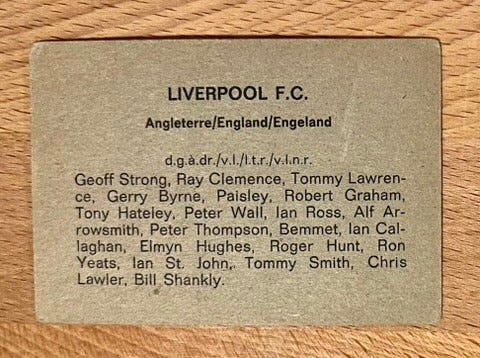 LIVERPOOL F.C.
Angleterre/England/Engeland
d.g.à.dr./v.l./l.t.r./v.l.n.r.
Geoff Strong, Ray Clemence, Tommy Lawren-
ce, Gerry Byrne, Paisley, Robert Graham,
Tony Hateley, Peter Wall, Ian Ross, Alf Ar-
rowsmith, Peter Thompson, Bemmet, Ian Cal-
laghan, Elmyn Hughes, Roger Hunt, Ron
Yeats, Ian St. John, Tommy Smith, Chris
Lawler, Bill Shankly.